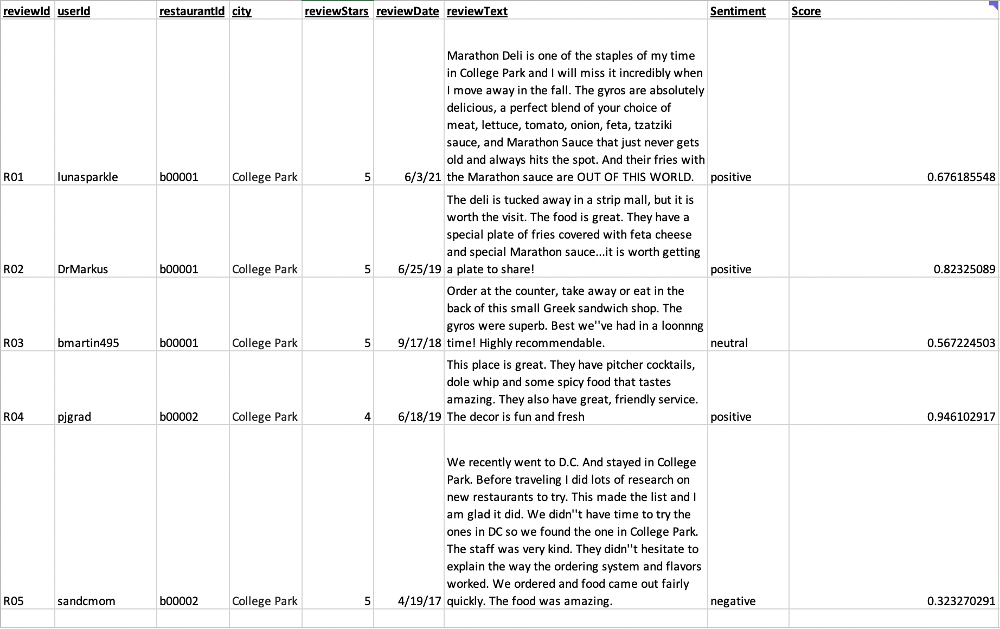 reviewId userId restaurantId city reviewStars reviewDate reviewText Sentiment Score
Marathon Deli is one of the staples of my time
in College Park and I will miss it incredibly when
I move away in the fall. The gyros are absolutely
delicious, a perfect blend of your choice of
meat, lettuce, tomato, onion, feta, tzatziki
sauce, and Marathon Sauce that just never gets
old and always hits the spot. And their fries with
R01 lunasparkle b00001 College Park 5 6/3/21 the Marathon sauce are OUT OF THIS WORLD. positive 0.676185548
The deli is tucked away in a strip mall, but it is
worth the visit. The food is great. They have a
special plate of fries covered with feta cheese
and special Marathon sauce...it is worth getting
R02 DrMarkus b00001 College Park 5 6/25/19 a plate to share! positive 0.82325089
Order at the counter, take away or eat in the
back of this small Greek sandwich shop. The
gyros were superb. Best we''ve had in a loonnng
R03 bmartin495 b00001 College Park 5 9/17/18 time! Highly recommendable. neutral 0.567224503
This place is great. They have pitcher cocktails,
dole whip and some spicy food that tastes
amazing. They also have great, friendly service.
R04 pjgrad b00002 College Park 4 6/18/19 The decor is fun and fresh positive 0.946102917
We recently went to D.C. And stayed in College
Park. Before traveling I did lots of research on
new restaurants to try. This made the list and I
am glad it did. We didn''t have time to try the
ones in DC so we found the one in College Park.
The staff was very kind. They didn''t hesitate to
explain the way the ordering system and flavors
worked. We ordered and food came out fairly
R05 sandcmom b00002 College Park 5 4/19/17 quickly. The food was amazing. negative 0.323270291